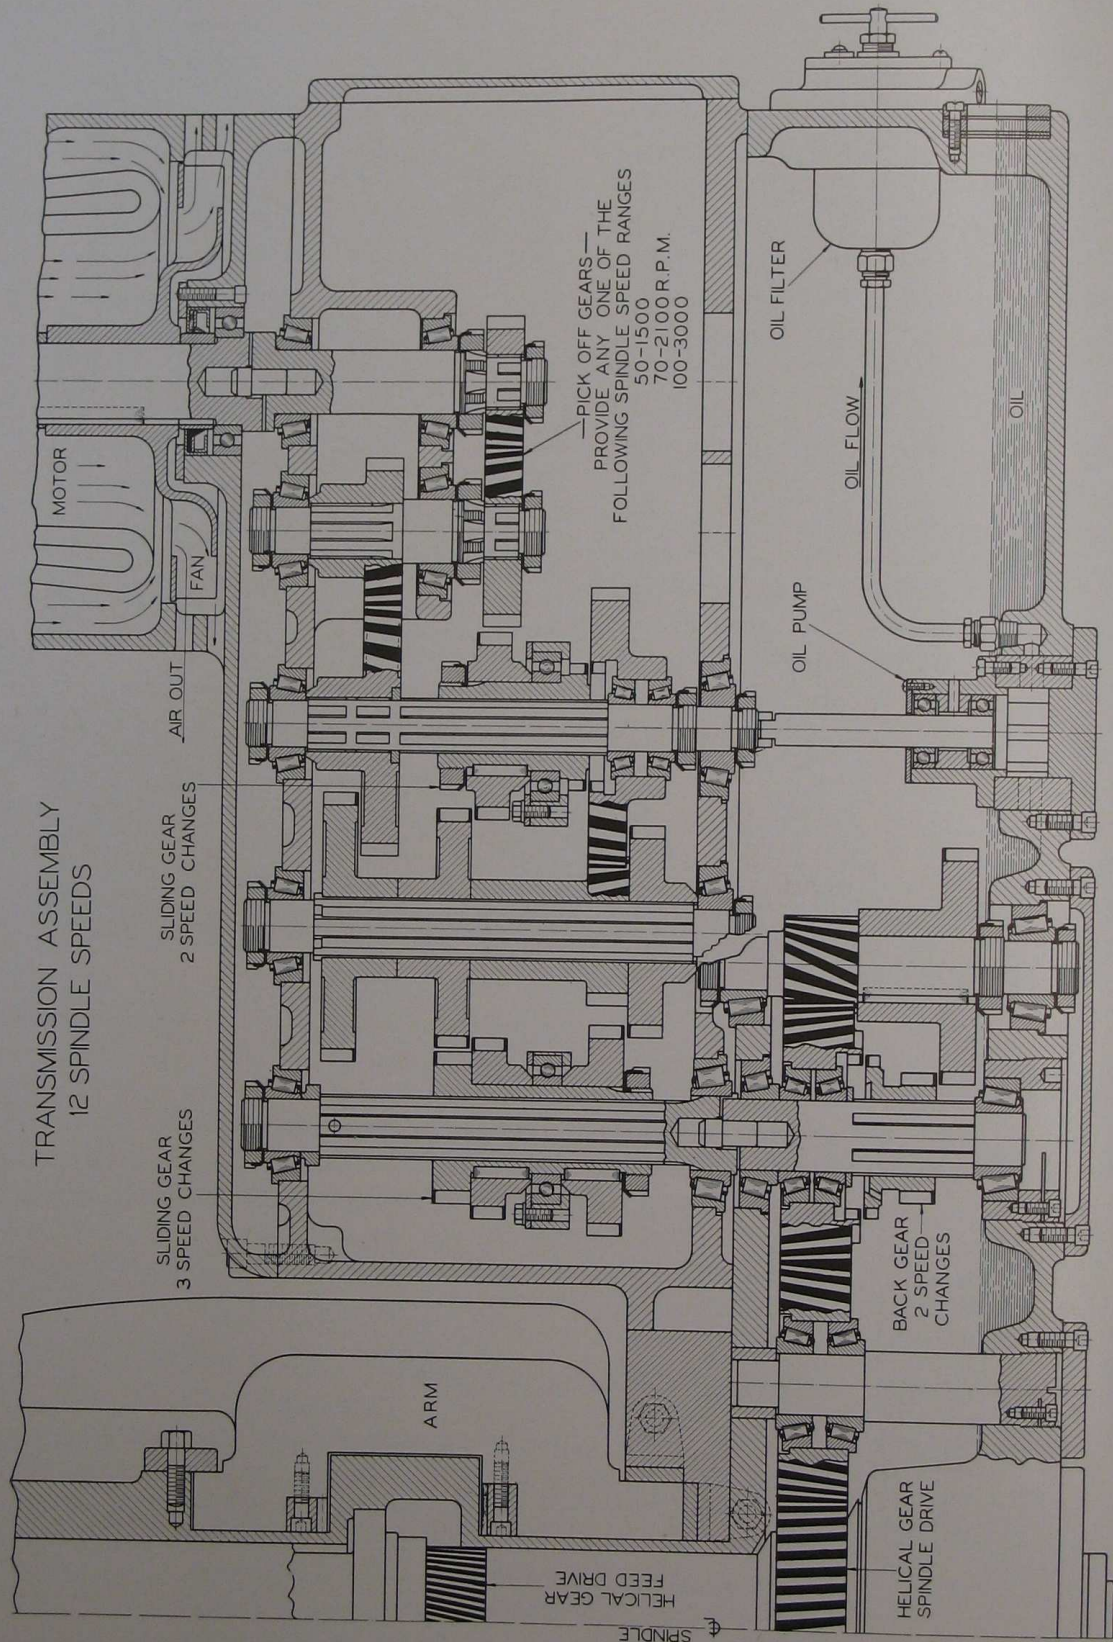 TRANSMISSION ASSEMBLY
12 SPINDLE SPEEDS
MOTOR
FAN
AIR OUT
SLIDING GEAR
2 SPEED CHANGES
SLIDING GEAR
3 SPEED CHANGES
—PICK OFF GEARS—
PROVIDE ANY ONE OF THE
FOLLOWING SPINDLE SPEED RANGES
50-1500
70-2100 R.P.M.
100-3000
OIL FILTER
OIL FLOW
OIL
OIL PUMP
BACK GEAR
2 SPEED
CHANGES
ARM
HELICAL GEAR
FEED DRIVE
HELICAL GEAR
SPINDLE DRIVE
℄
SPINDLE